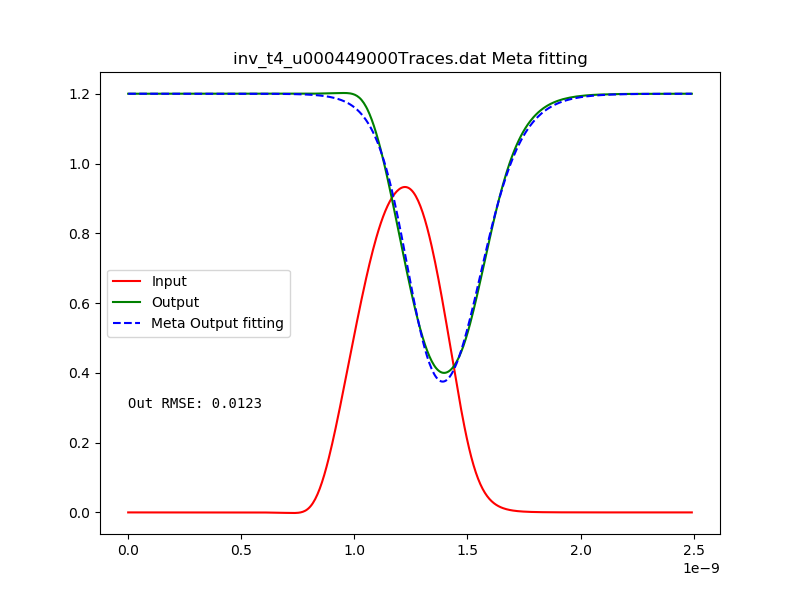 inv_t4_u000449000Traces.dat Meta fitting
1.2
1.0
0.8
0.6
0.4
0.2
0.0
Input
Output
Meta Output fitting
Out RMSE: 0.0123
0.0 0.5 1.0 1.5 2.0 2.5
1e−9